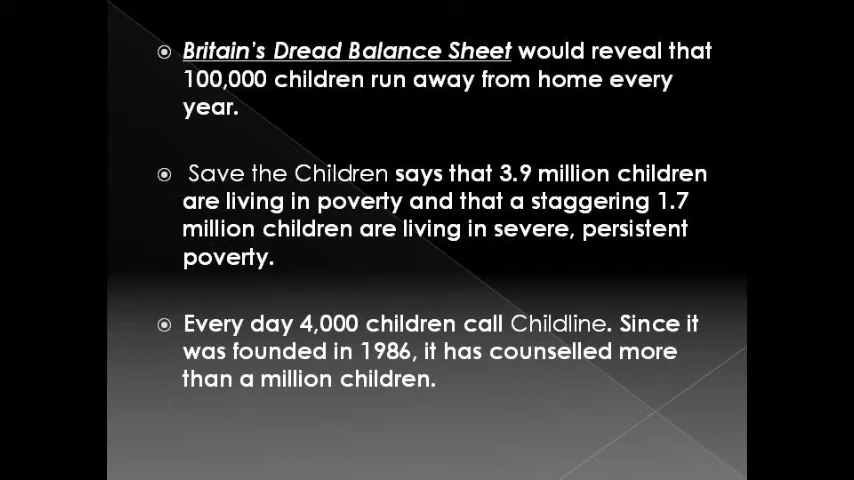 Britain's Dread Balance Sheet would reveal that
100,000 children run away from home every
year.
Save the Children says that 3.9 million children
are living in poverty and that a staggering 1.7
million children are living in severe, persistent
poverty.
Every day 4,000 children call Childline. Since it
was founded in 1986, it has counselled more
than a million children.